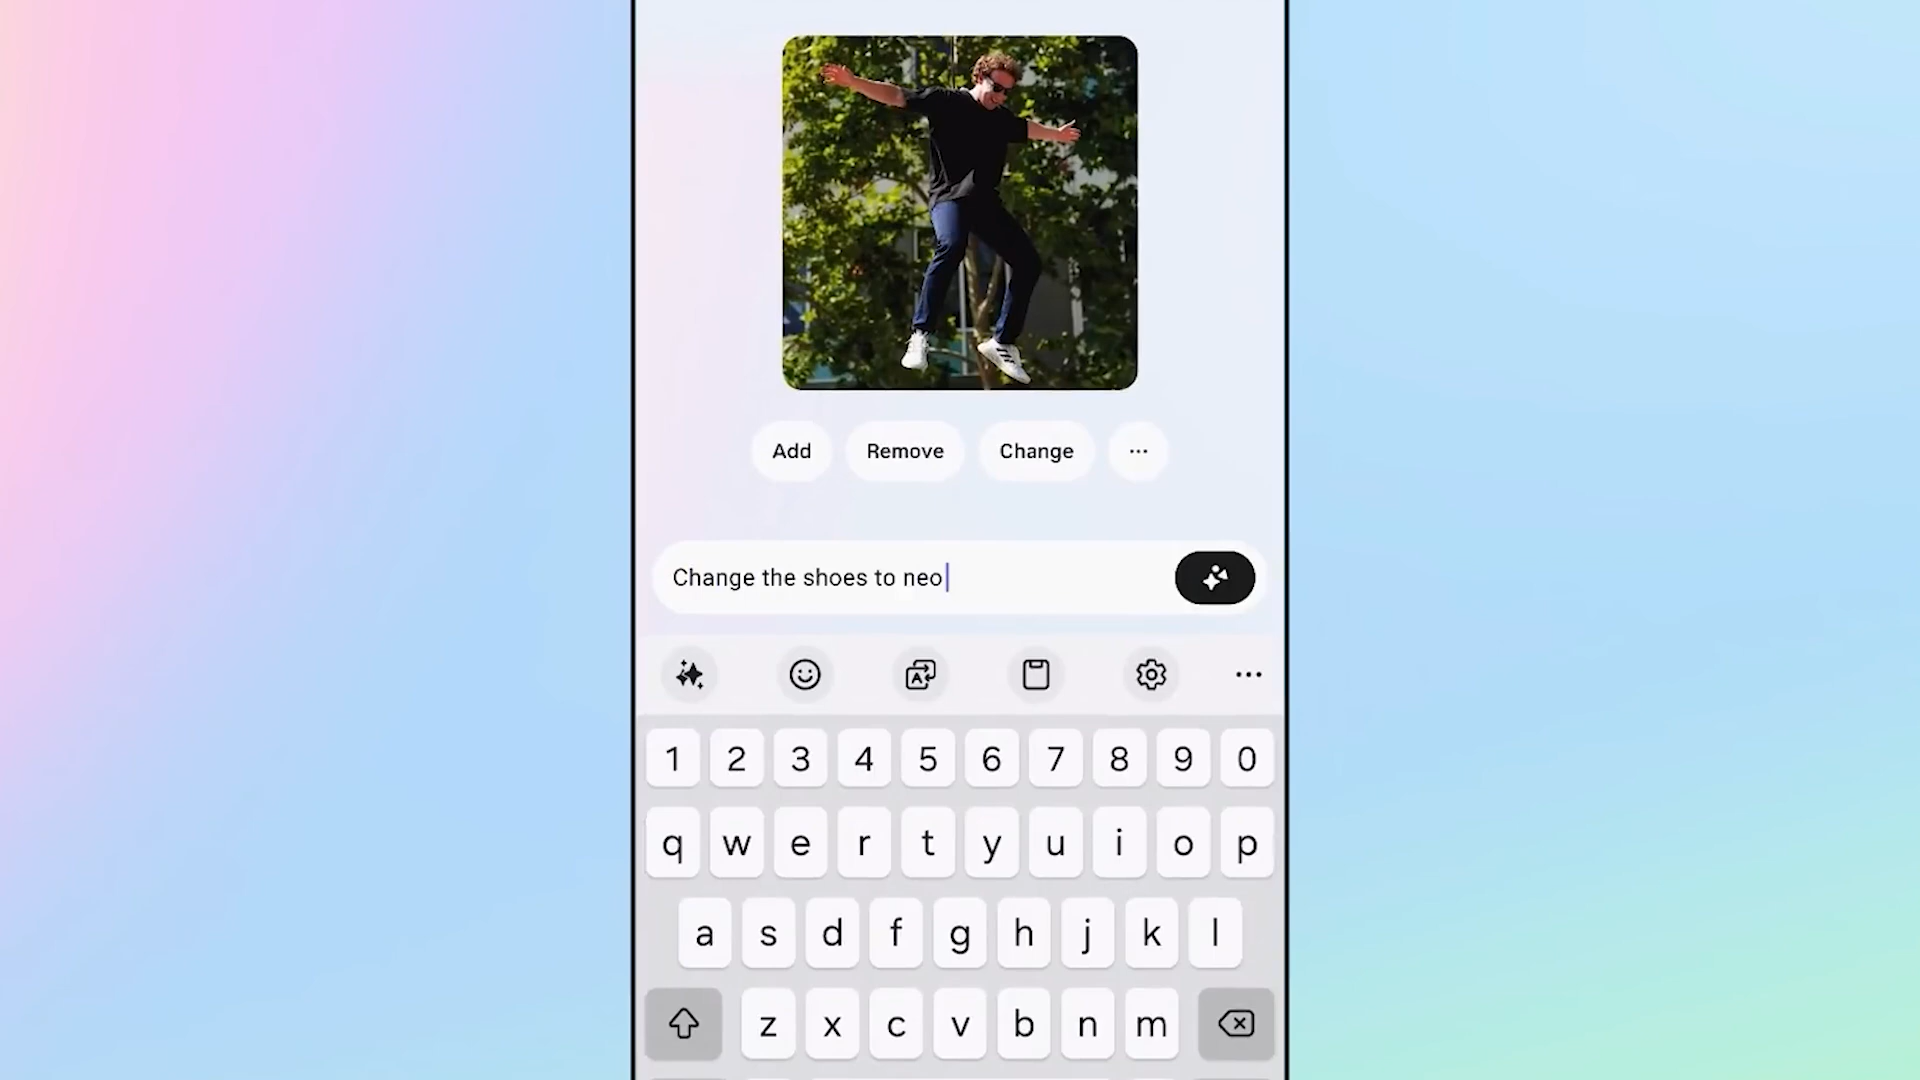 Add Remove Change ...
Change the shoes to neo
1 2 3 4 5 6 7 8 9 0
q w e r t y u i o p
a s d f g h j k l
z x c v b n m